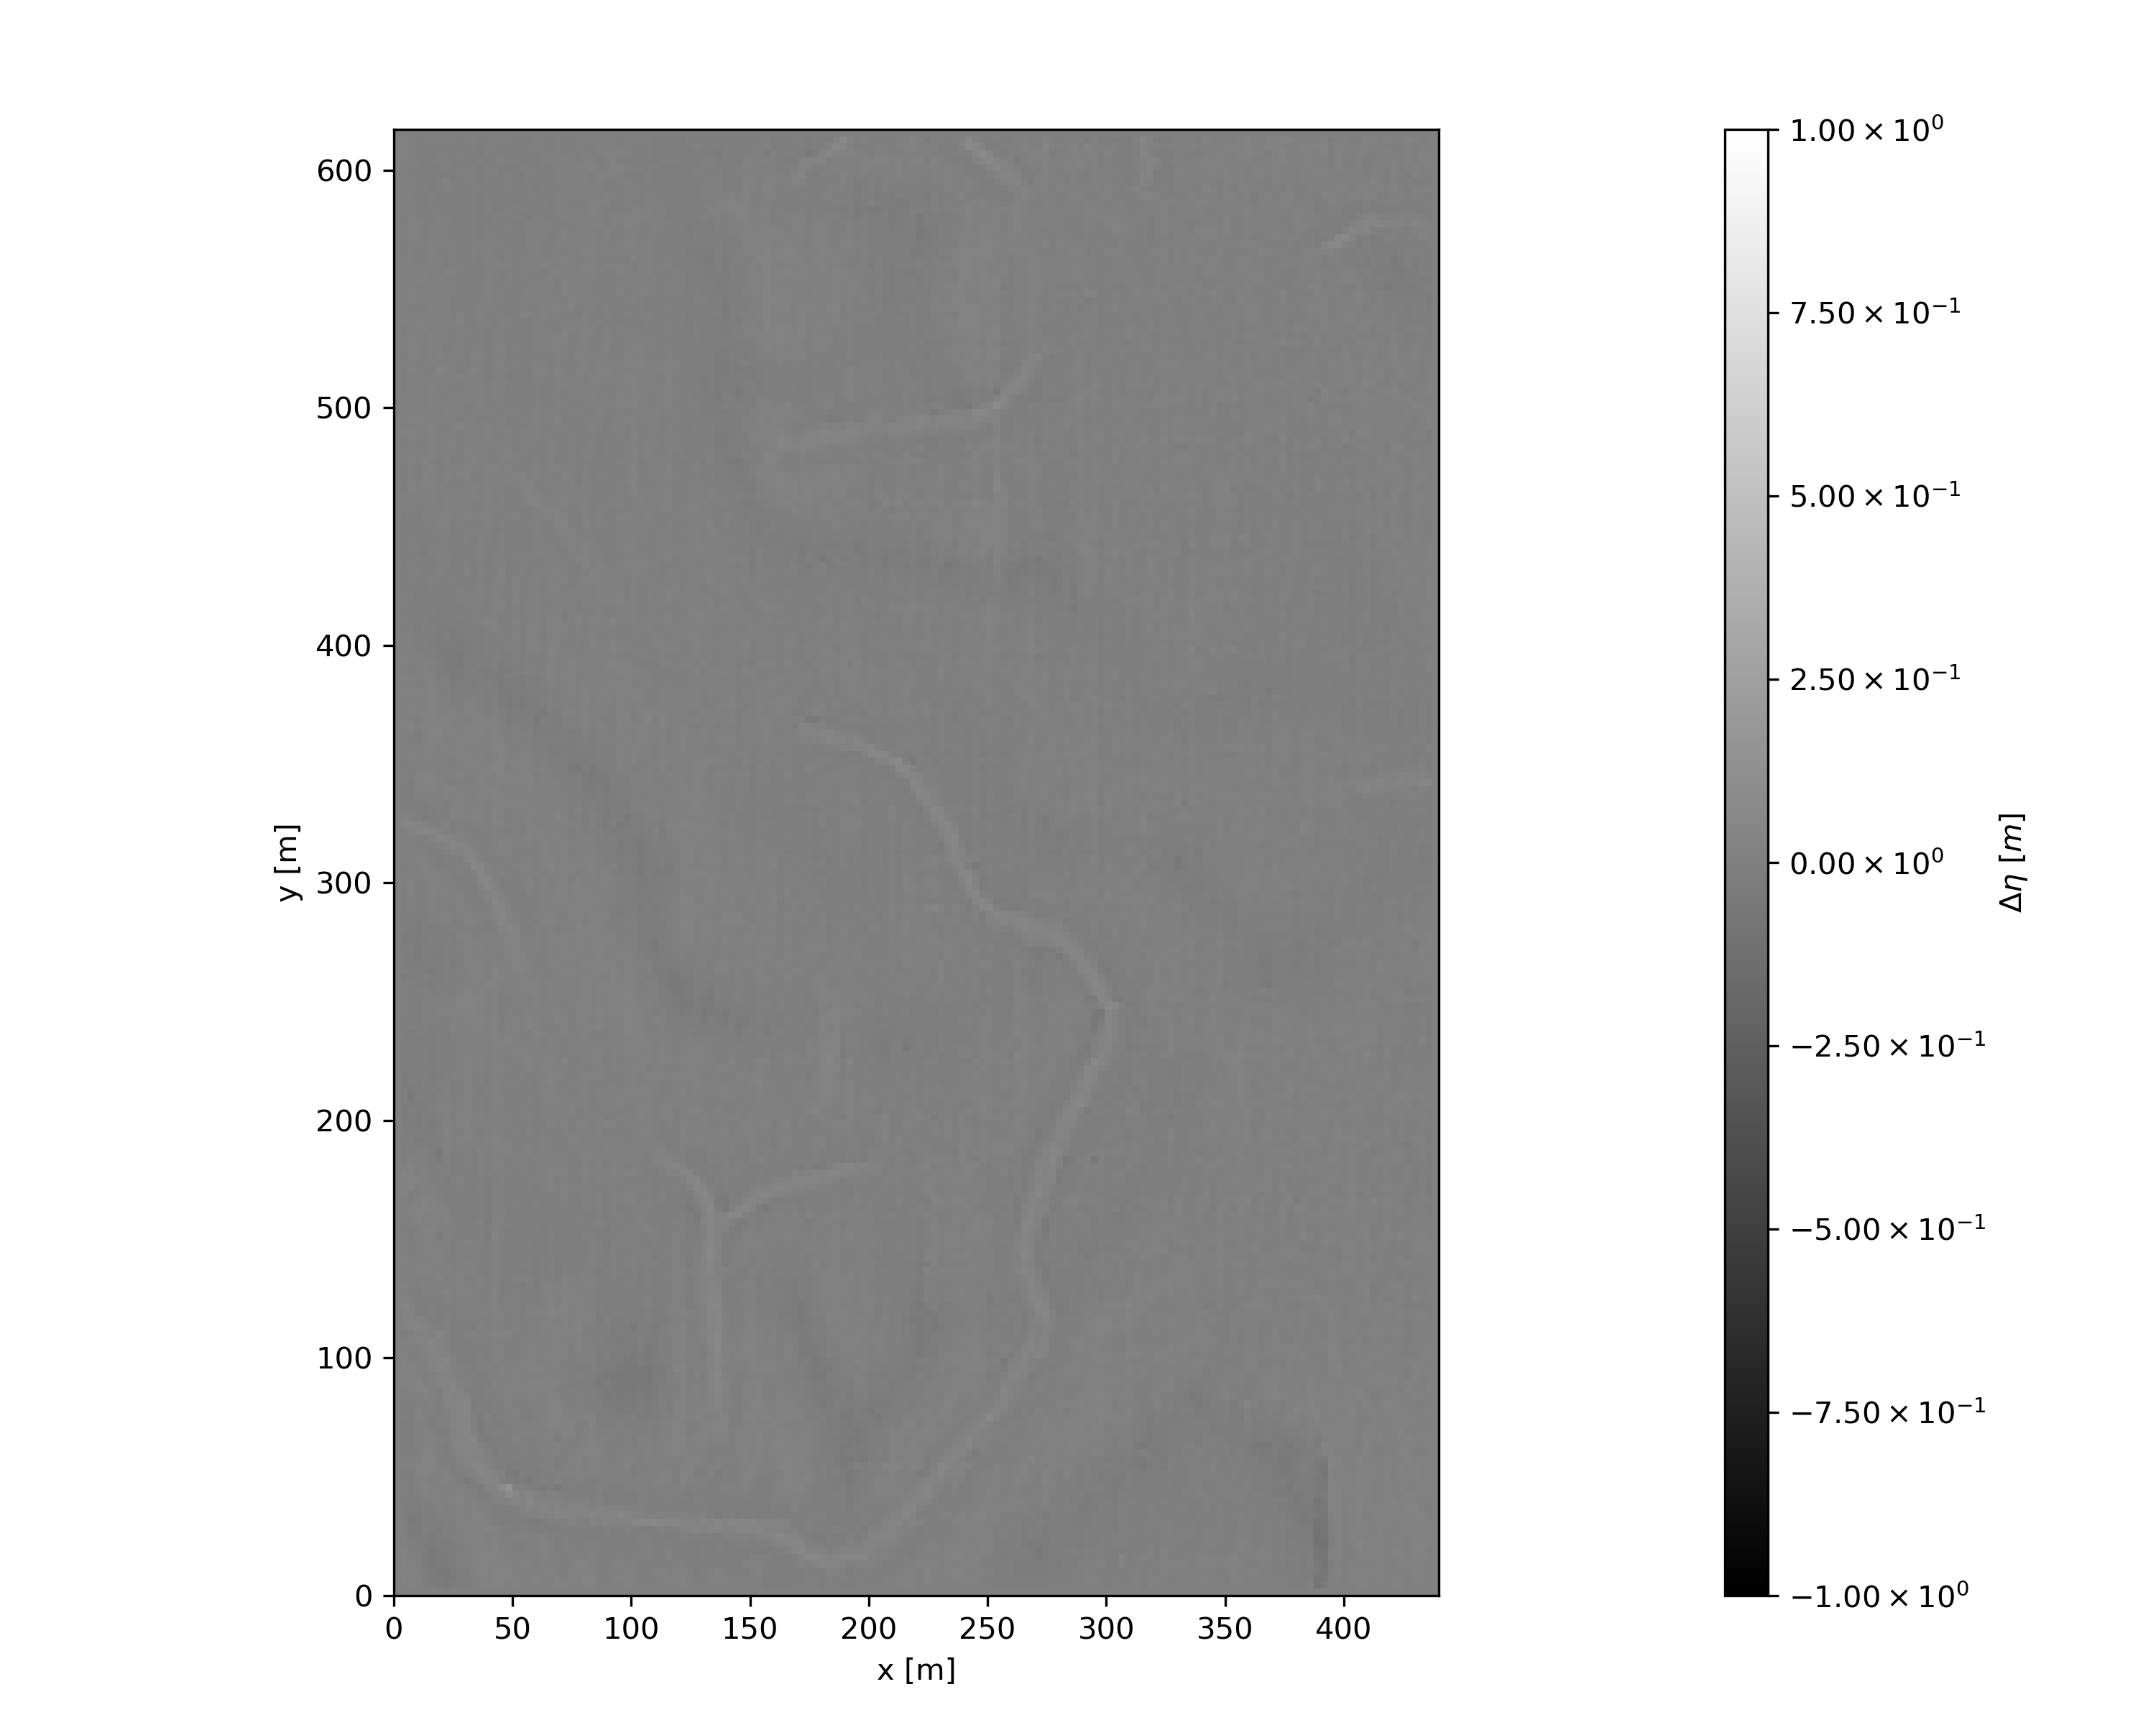 600
500
400
300
200
100
0
y [m]
0 50 100 150 200 250 300 350 400
x [m]
1.00 × 10⁰
7.50 × 10⁻¹
5.00 × 10⁻¹
2.50 × 10⁻¹
0.00 × 10⁰
−2.50 × 10⁻¹
−5.00 × 10⁻¹
−7.50 × 10⁻¹
−1.00 × 10⁰
Δη [m]